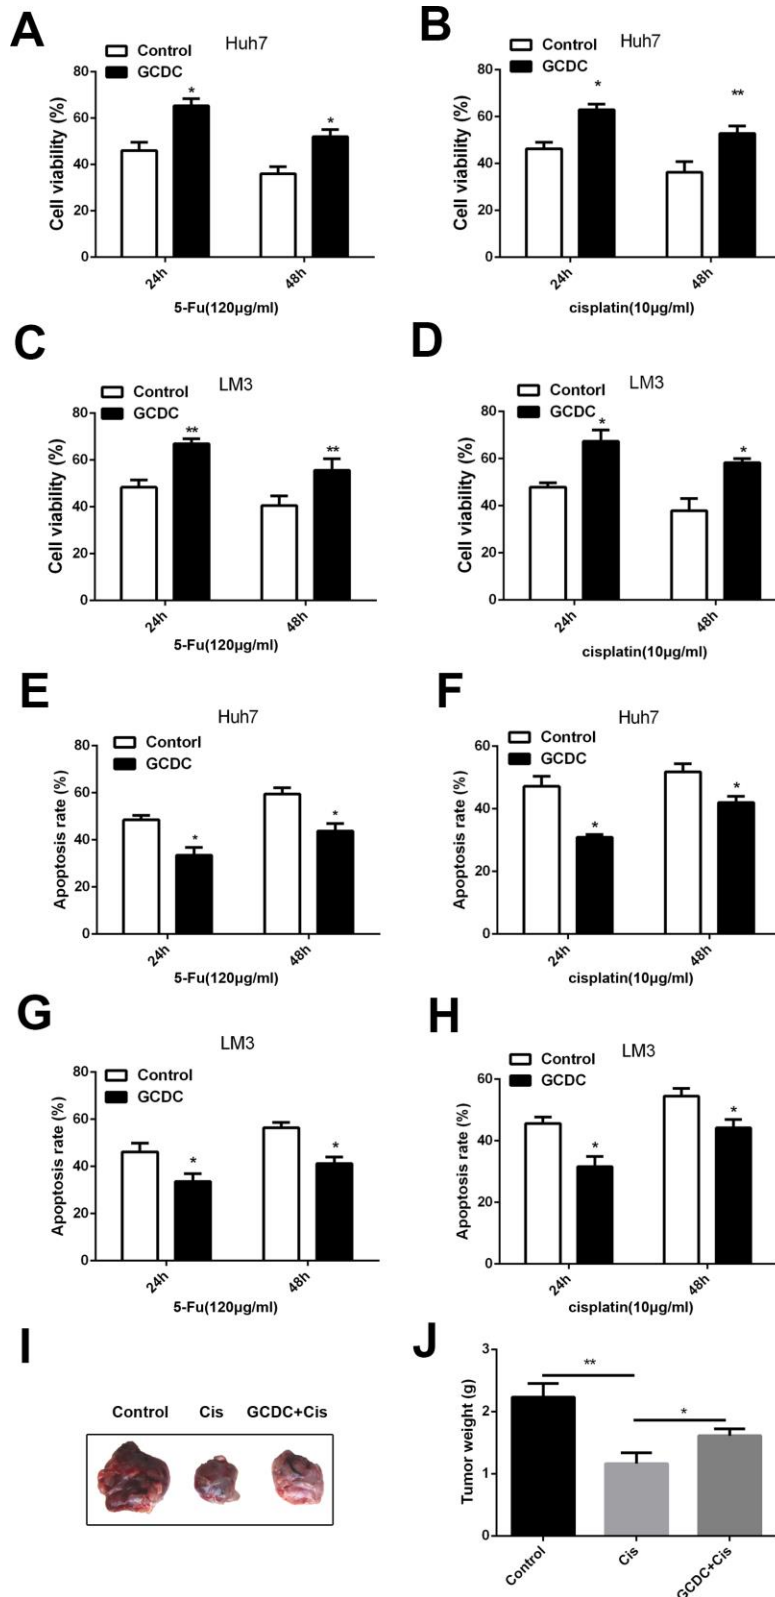 A
Huh7
Control
GCDC
Cell viability (%)
80
60
40
20
0
*
*
24h
48h
5-Fu(120µg/ml)
B
Huh7
Control
GCDC
Cell viability (%)
80
60
40
20
0
*
**
24h
48h
cisplatin(10µg/ml)
C
LM3
Control
GCDC
Cell viability (%)
80
60
40
20
0
**
**
24h
48h
5-Fu(120µg/ml)
D
LM3
Contorl
GCDC
Cell viability (%)
80
60
40
20
0
*
*
24h
48h
cisplatin(10µg/ml)
E
Huh7
Contorl
GCDC
Apoptosis rate (%)
80
60
40
20
0
*
*
24h
48h
5-Fu(120µg/ml)
F
Huh7
Control
GCDC
Apoptosis rate (%)
60
40
20
0
*
*
24h
48h
cisplatin(10µg/ml)
G
LM3
Control
GCDC
Apoptosis rate (%)
80
60
40
20
0
*
*
24h
48h
5-Fu(120µg/ml)
H
LM3
Control
GCDC
Apoptosis rate (%)
60
40
20
0
*
*
24h
48h
cisplatin(10µg/ml)
I
Control Cis GCDC+Cis
J
Tumor weight (g)
3
2
1
0
**
*
Control
Cis
GCDC+Cis